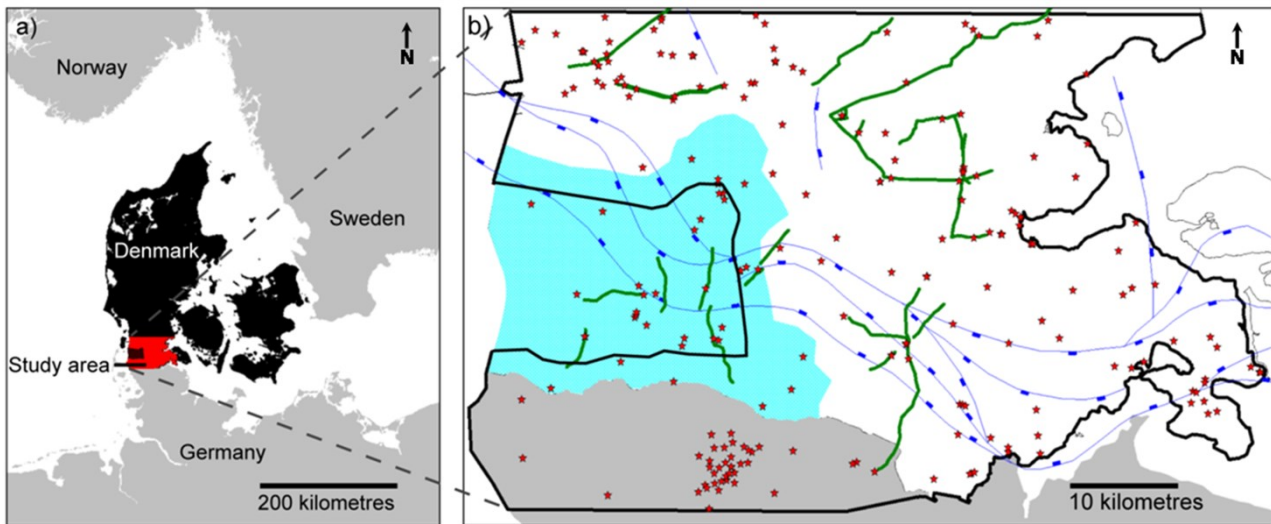 a)
N
Norway
Sweden
Denmark
Study area
Germany
200 kilometres
b)
N
10 kilometres